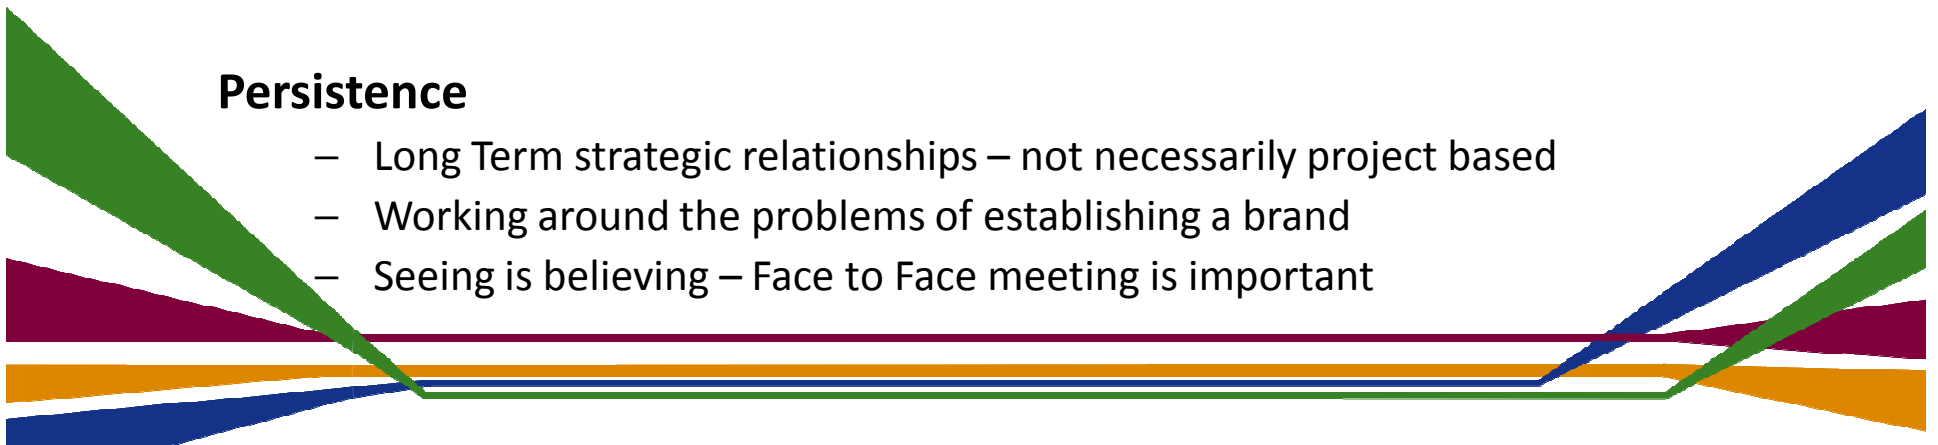 Persistence
– Long Term strategic relationships – not necessarily project based
– Working around the problems of establishing a brand
– Seeing is believing – Face to Face meeting is important